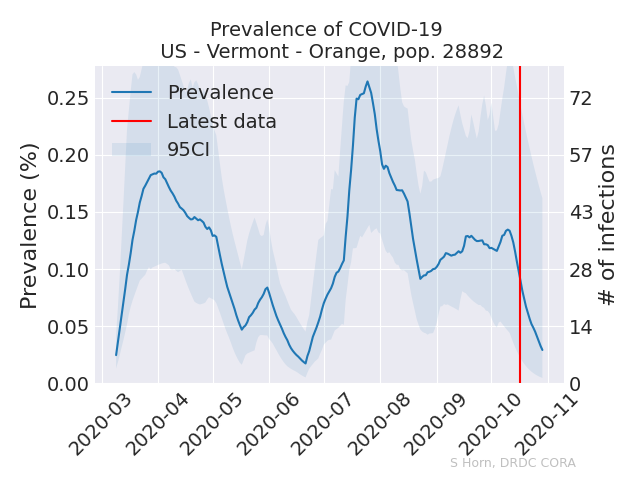 Prevalence of COVID-19
US - Vermont - Orange, pop. 28892
Prevalence
Latest data
95CI
Prevalence (%)
0.25
0.20
0.15
0.10
0.05
0.00
72
57
43
28
14
0
# of infections
2020-03
2020-04
2020-05
2020-06
2020-07
2020-08
2020-09
2020-10
2020-11
S Horn, DRDC CORA